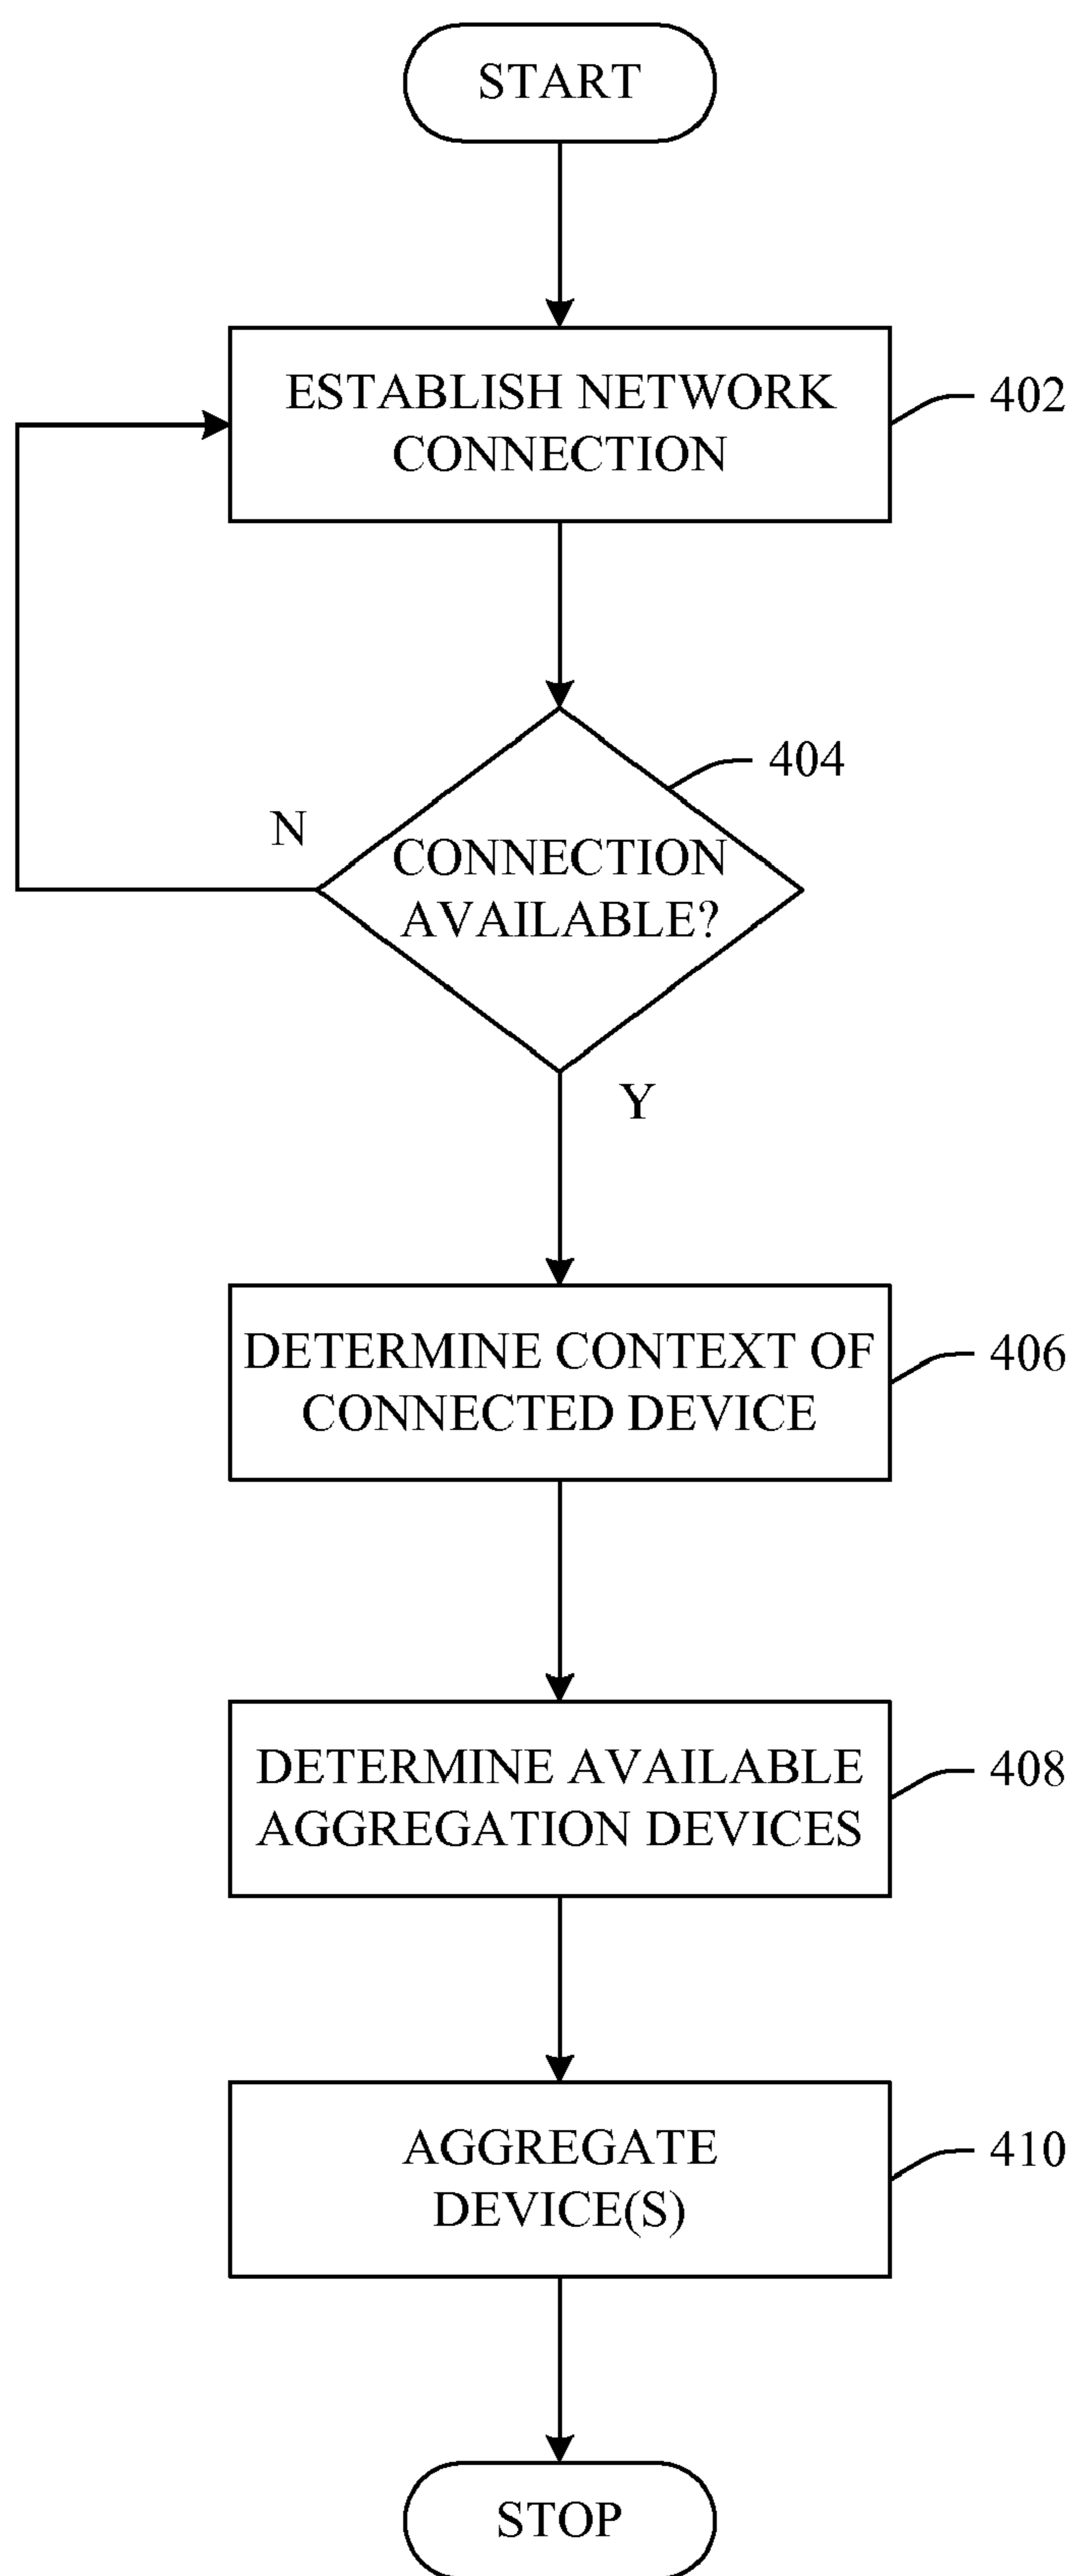 START
ESTABLISH NETWORK
CONNECTION
402
404
N
CONNECTION
AVAILABLE?
Y
DETERMINE CONTEXT OF
CONNECTED DEVICE
406
DETERMINE AVAILABLE
AGGREGATION DEVICES
408
AGGREGATE
DEVICE(S)
410
STOP